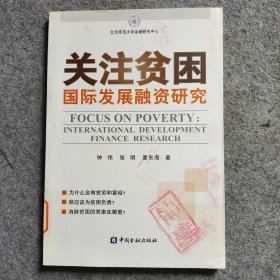 北京师范大学金融研究中心
关注贫困
国际发展融资研究
FOCUS ON POVERTY:
INTERNATIONAL DEVELOPMENT
FINANCE RESEARCH
钟 伟 张 明 覃东海 著
为什么会有贫穷和富裕?
谁应该为贫困负责?
消除贫困的答案在哪里?
中国金融出版社